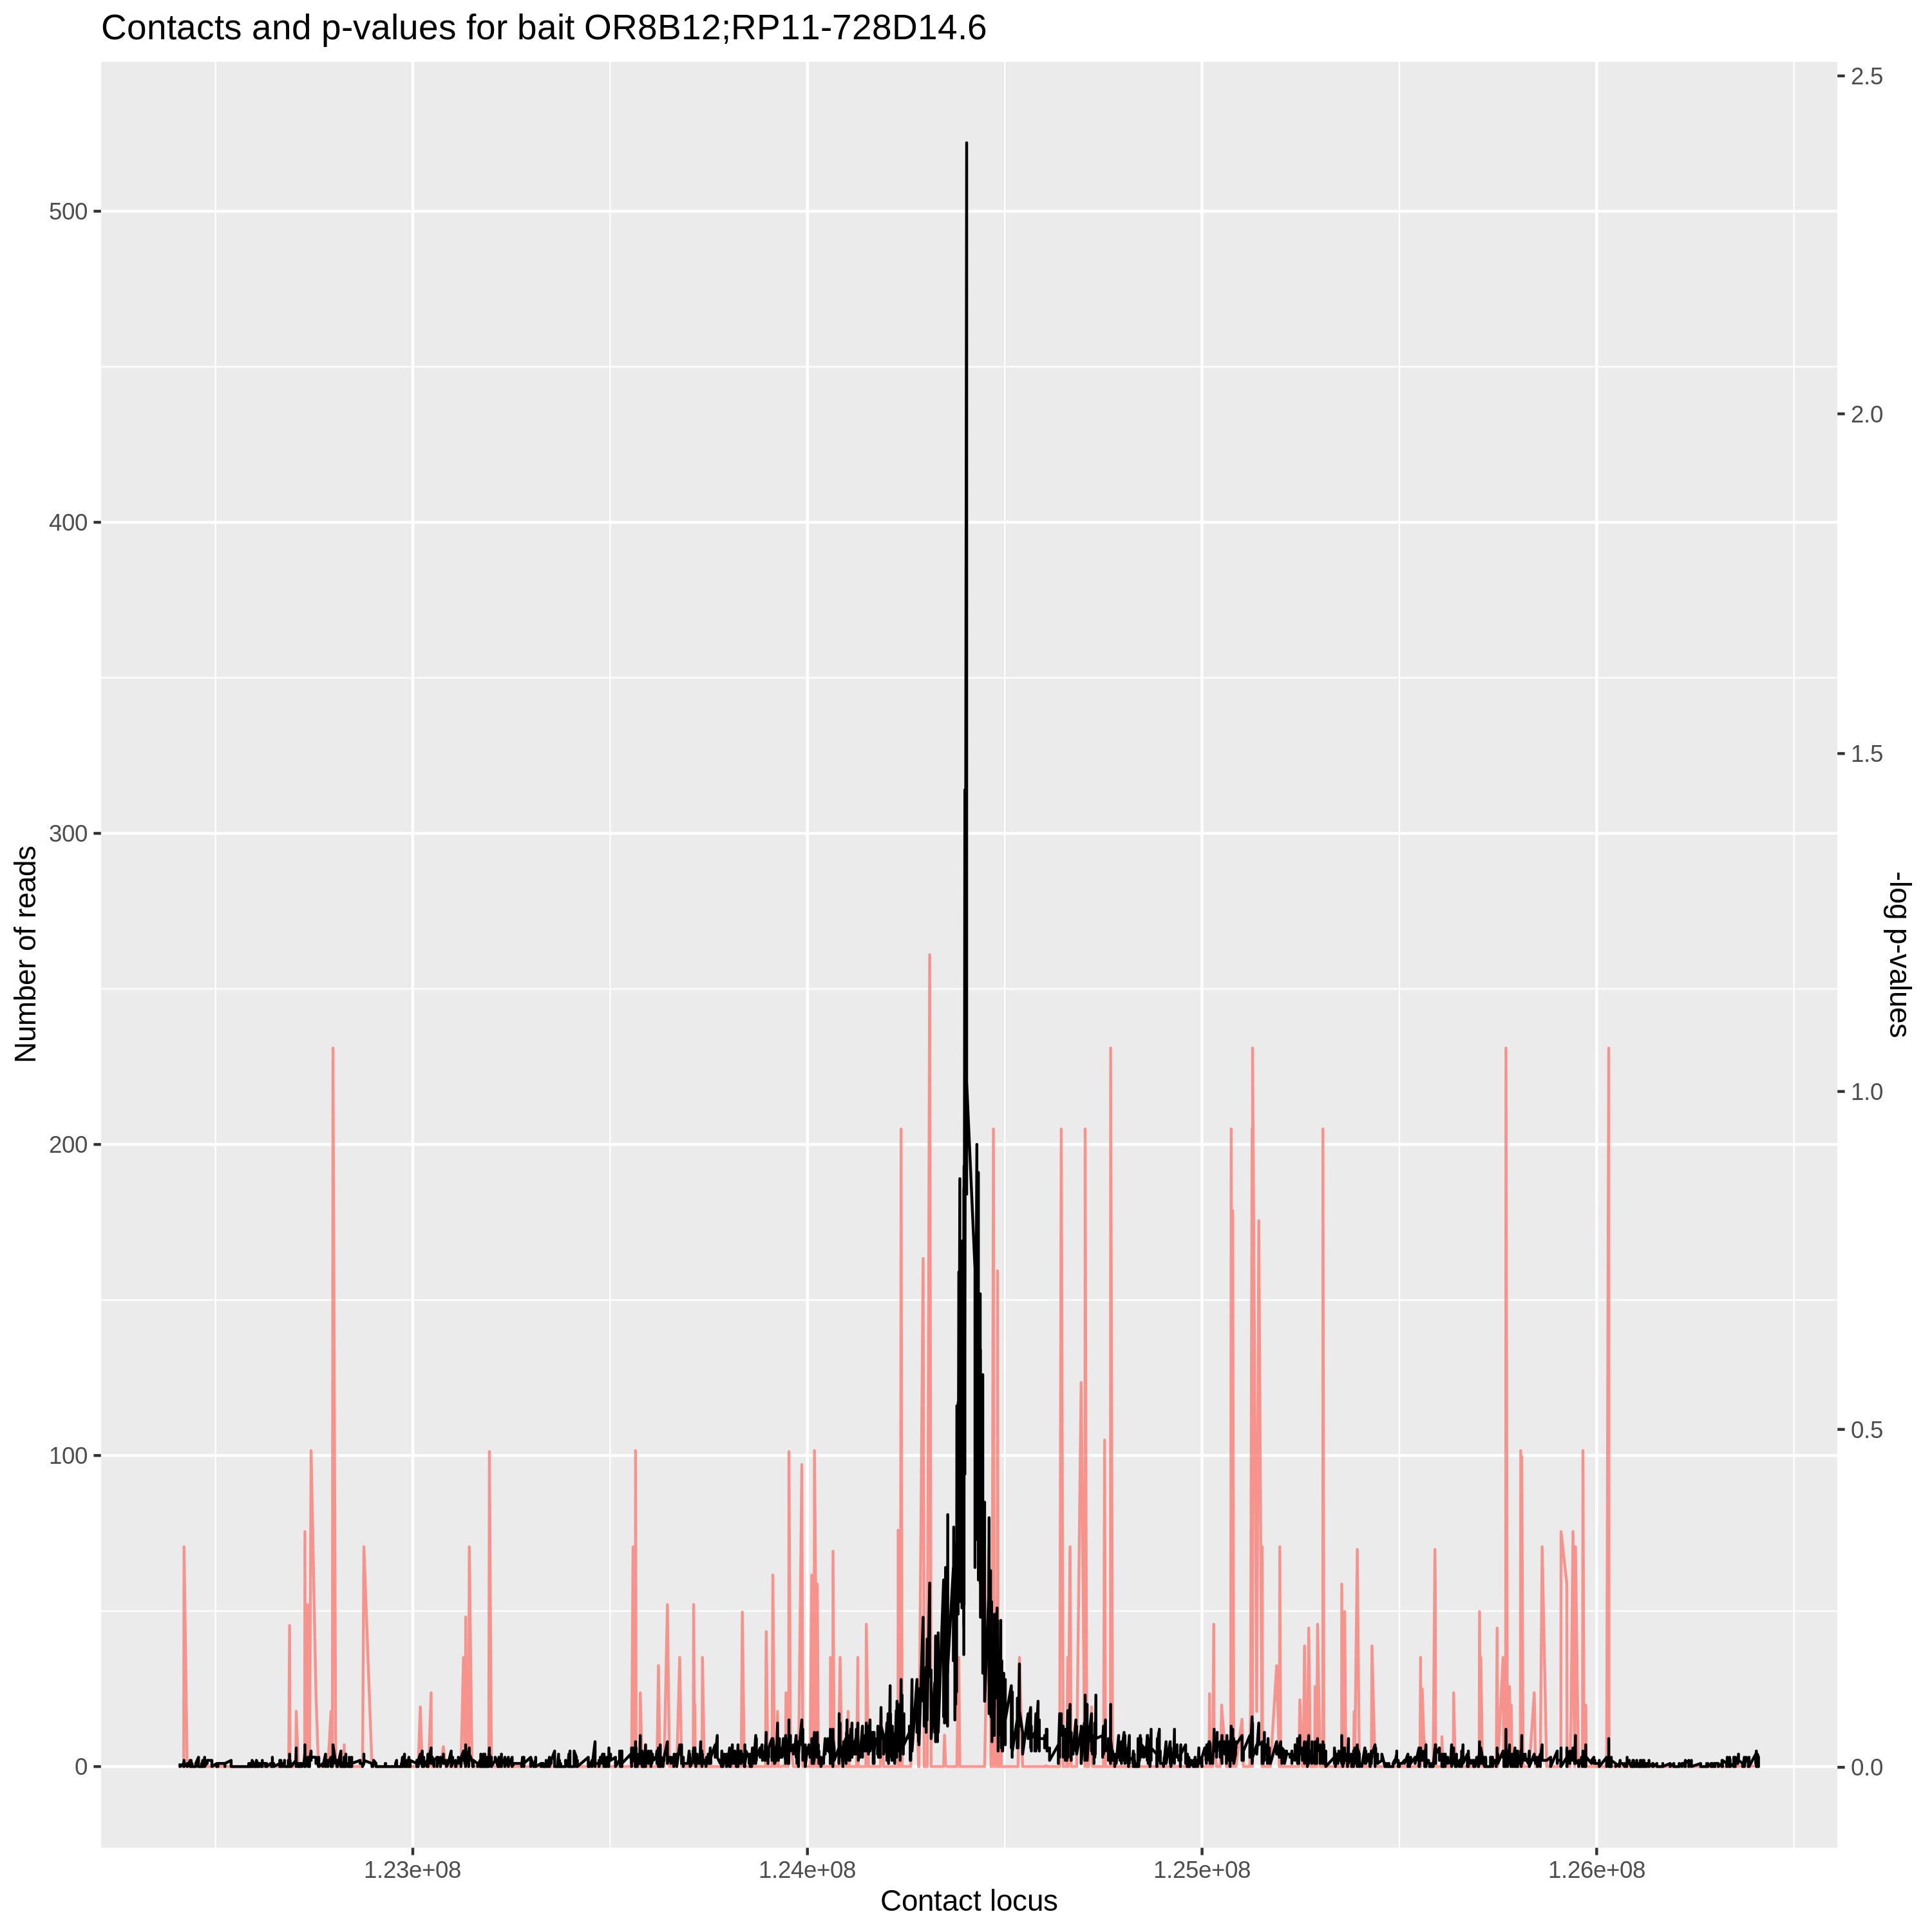 Contacts and p-values for bait OR8B12;RP11-728D14.6
Number of reads
500
400
300
200
100
0
2.5
2.0
1.5
1.0
0.5
0.0
-log p-values
1.23e+08
1.24e+08
1.25e+08
1.26e+08
Contact locus